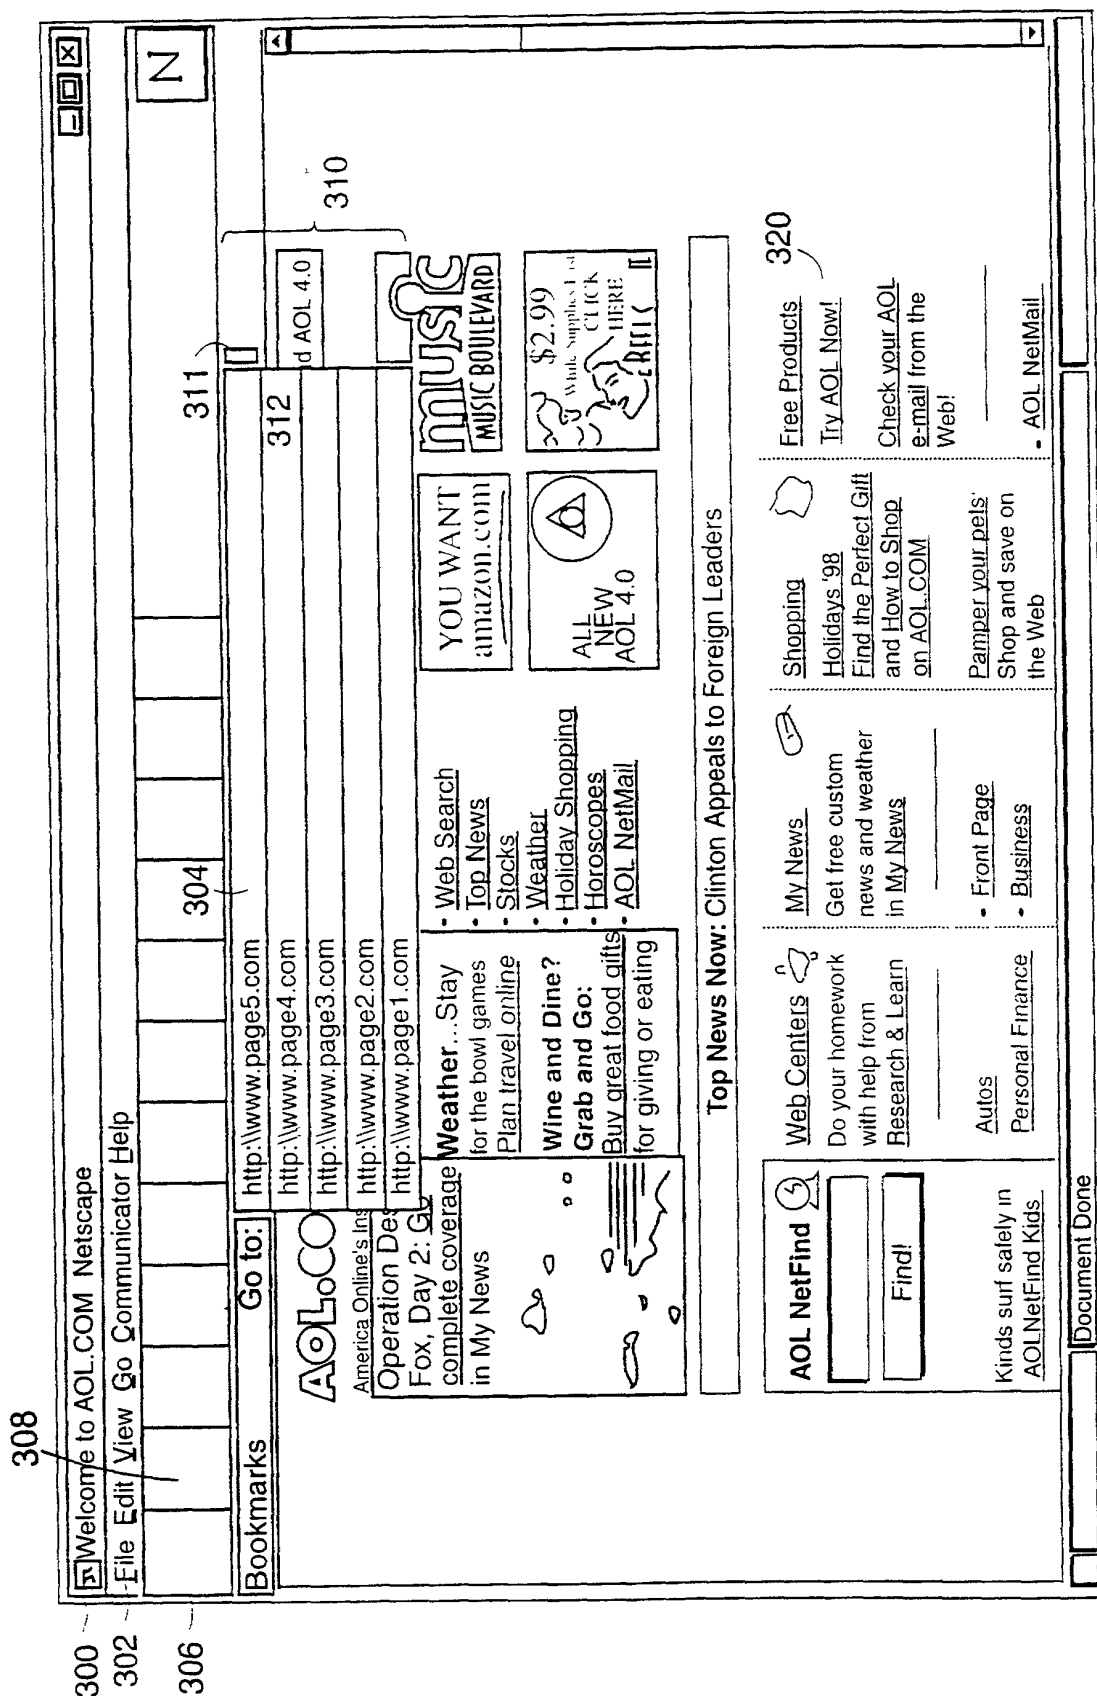 308
300
Welcome to AOL.COM Netscape
302
File Edit View Go Communicator Help
306
N
Bookmarks
Go to:
304
311
310
http:\\www.page5.com
http:\\www.page4.com
312
http:\\www.page3.com
http:\\www.page2.com
http:\\www.page1.com
d AOL 4.0
AOL.CO
America Online's Ins
Operation Des
Fox, Day 2: Go
complete coverage
in My News
Weather...Stay
for the bowl games
Plan travel online
Wine and Dine?
Grab and Go:
Buy great food gifts
for giving or eating
- Web Search
- Top News
- Stocks
- Weather
- Holiday Shopping
- Horoscopes
- AOL NetMail
YOU WANT
amazon.com
music
MUSIC BOULEVARD
ALL
NEW
AOL 4.0
$2.99
While Supplies Last
CLICK
HERE
REEL
Top News Now: Clinton Appeals to Foreign Leaders
AOL NetFind
Find!
Kinds surf safely in
AOLNetFind Kids
Web Centers
Do your homework
with help from
Research & Learn
Autos
Personal Finance
My News
Get free custom
news and weather
in My News
- Front Page
- Business
Shopping
Holidays '98
Find the Perfect Gift
and How to Shop
on AOL.COM
Pamper your pets:
Shop and save on
the Web
320
Free Products
Try AOL Now!
Check your AOL
e-mail from the
Web!
- AOL NetMail
Document Done